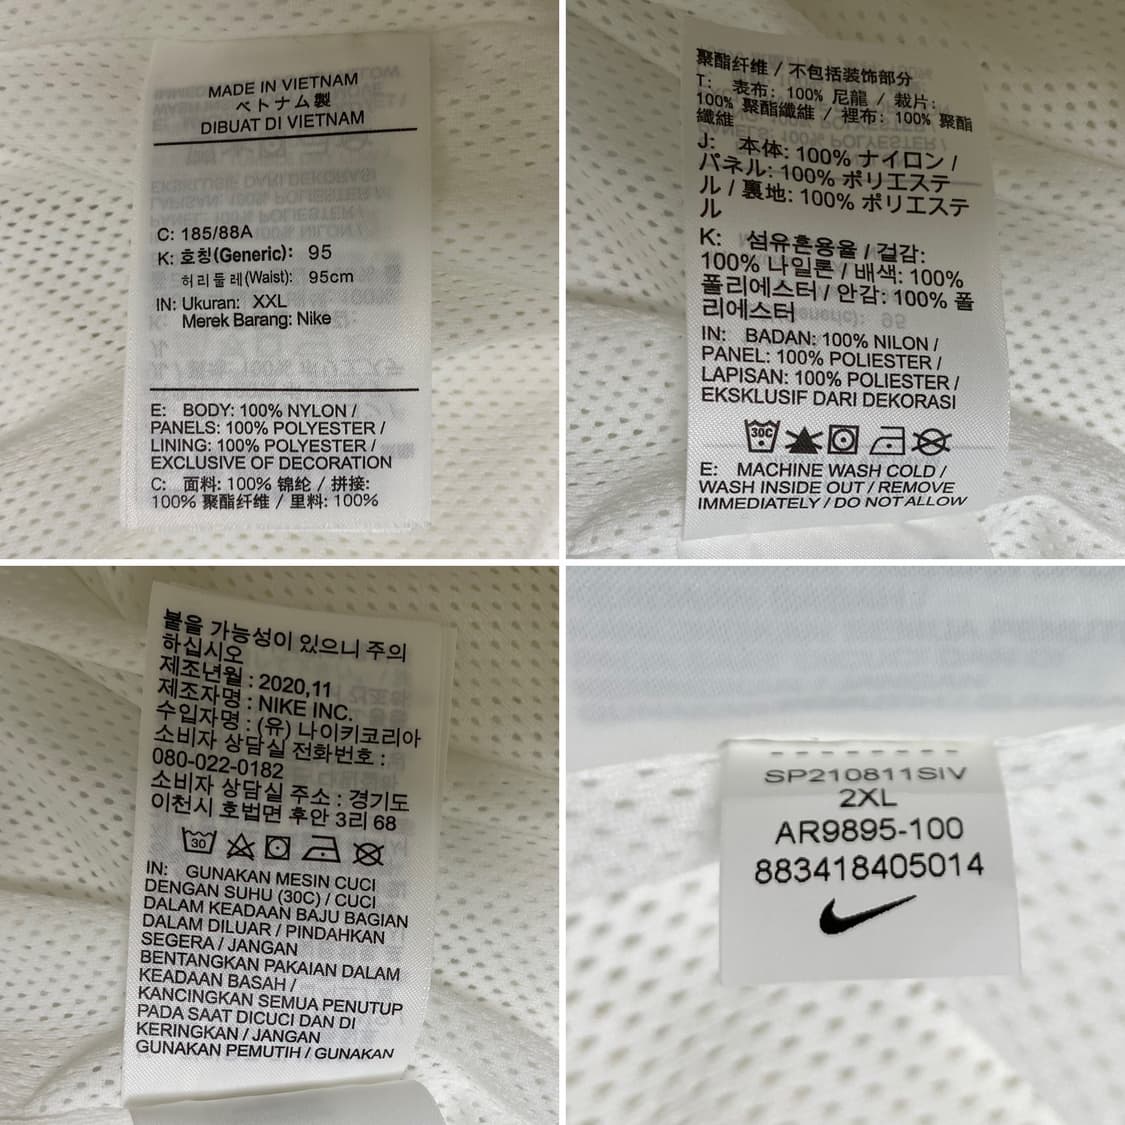 MADE IN VIETNAM
ベトナム製
DIBUAT DI VIETNAM
C: 185/88A
K: 호칭(Generic): 95
허리둘레(Waist): 95cm
IN: Ukuran: XXL
Merek Barang: Nike
E: BODY: 100% NYLON /
PANELS: 100% POLYESTER /
LINING: 100% POLYESTER /
EXCLUSIVE OF DECORATION
C: 面料: 100% 锦纶 / 拼接:
100% 聚酯纤维 / 里料: 100%
聚酯纤维 / 不包括装饰部分
T: 表布: 100% 尼龍 / 裁片:
100% 聚酯纖維 / 裡布: 100% 聚酯
纖維
J: 本体: 100% ナイロン /
パネル: 100% ポリエステ
ル / 裏地: 100% ポリエステ
ル
K: 섬유혼용율 / 겉감:
100% 나일론 / 배색: 100%
폴리에스터 / 안감: 100% 폴
리에스터
IN: BADAN: 100% NILON /
PANEL: 100% POLIESTER /
LAPISAN: 100% POLIESTER /
EKSKLUSIF DARI DEKORASI
30C
E: MACHINE WASH COLD /
WASH INSIDE OUT / REMOVE
IMMEDIATELY / DO NOT ALLOW
불을 가능성이 있으니 주의
하십시오
제조년월 : 2020,11
제조자명 : NIKE INC.
수입자명 : (유) 나이키코리아
소비자 상담실 전화번호 :
080-022-0182
소비자 상담실 주소 : 경기도
이천시 호법면 후안 3리 68
30
IN: GUNAKAN MESIN CUCI
DENGAN SUHU (30C) / CUCI
DALAM KEADAAN BAJU BAGIAN
DALAM DILUAR / PINDAHKAN
SEGERA / JANGAN
BENTANGKAN PAKAIAN DALAM
KEADAAN BASAH /
KANCINGKAN SEMUA PENUTUP
PADA SAAT DICUCI DAN DI
KERINGKAN / JANGAN
GUNAKAN PEMUTIH / GUNAKAN
SP210811SIV
2XL
AR9895-100
883418405014